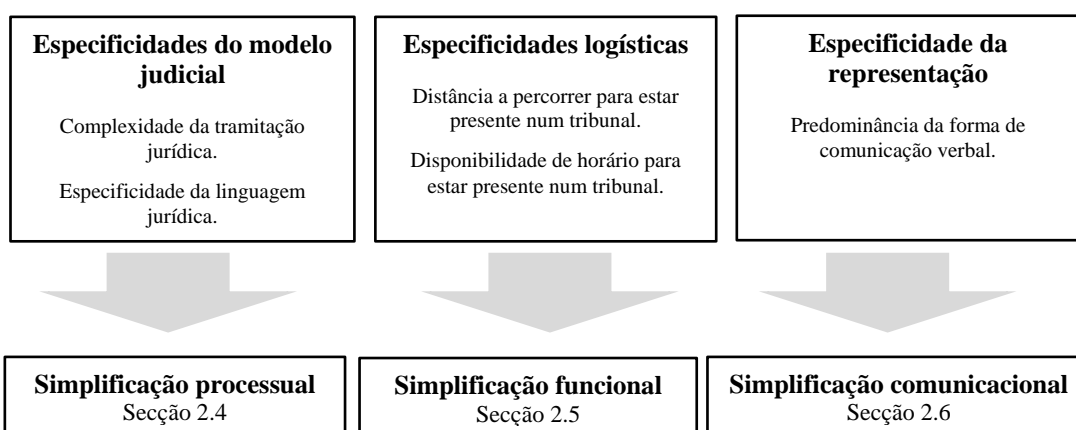 Especificidades do modelo
judicial
Complexidade da tramitação
jurídica.
Especificidade da linguagem
jurídica.
Especificidades logísticas
Distância a percorrer para estar
presente num tribunal.
Disponibilidade de horário para
estar presente num tribunal.
Especificidade da
representação
Predominância da forma de
comunicação verbal.
Simplificação processual
Secção 2.4
Simplificação funcional
Secção 2.5
Simplificação comunicacional
Secção 2.6